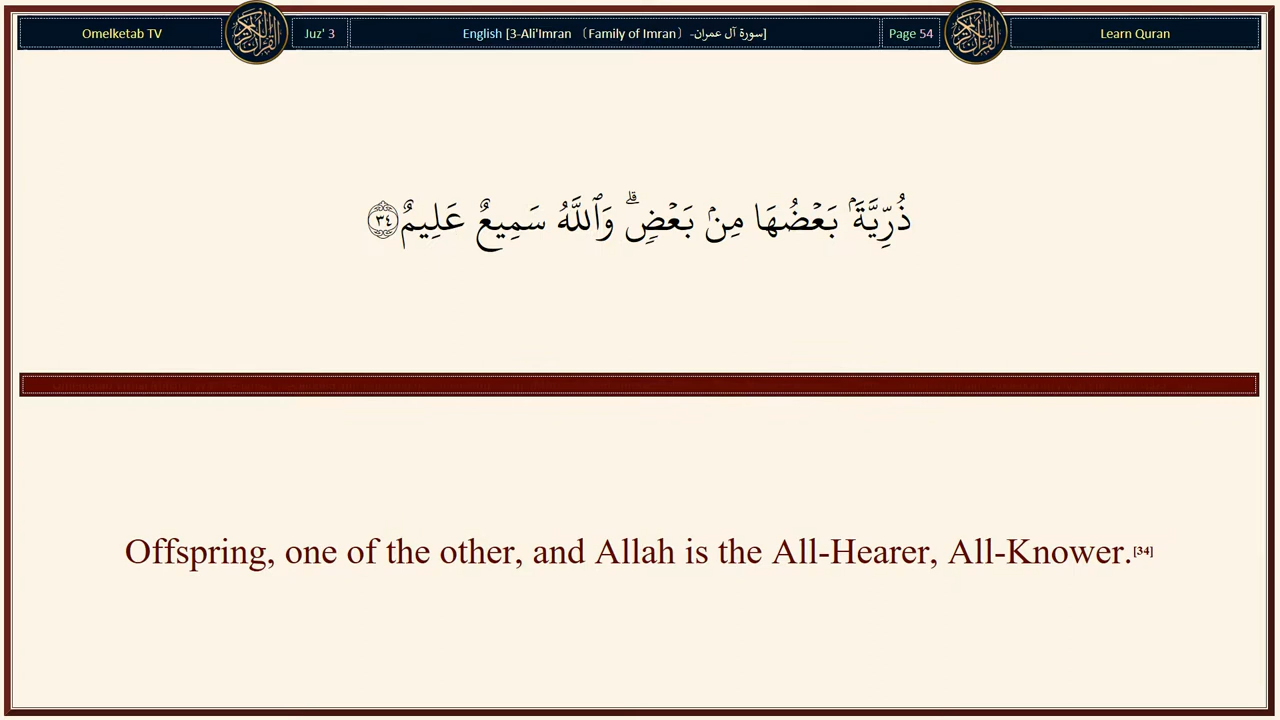 Omelketab TV
Juz' 3
English [3-Ali'Imran 〔Family of Imran〕 -سورة آل عمران]
Page 54
Learn Quran
ذُرِّيَّةَۢ بَعۡضُهَا مِنۢ بَعۡضٖۗ وَٱللَّهُ سَمِيعٌ عَلِيمٌ ٣٤
Offspring, one of the other, and Allah is the All-Hearer, All-Knower.[34]